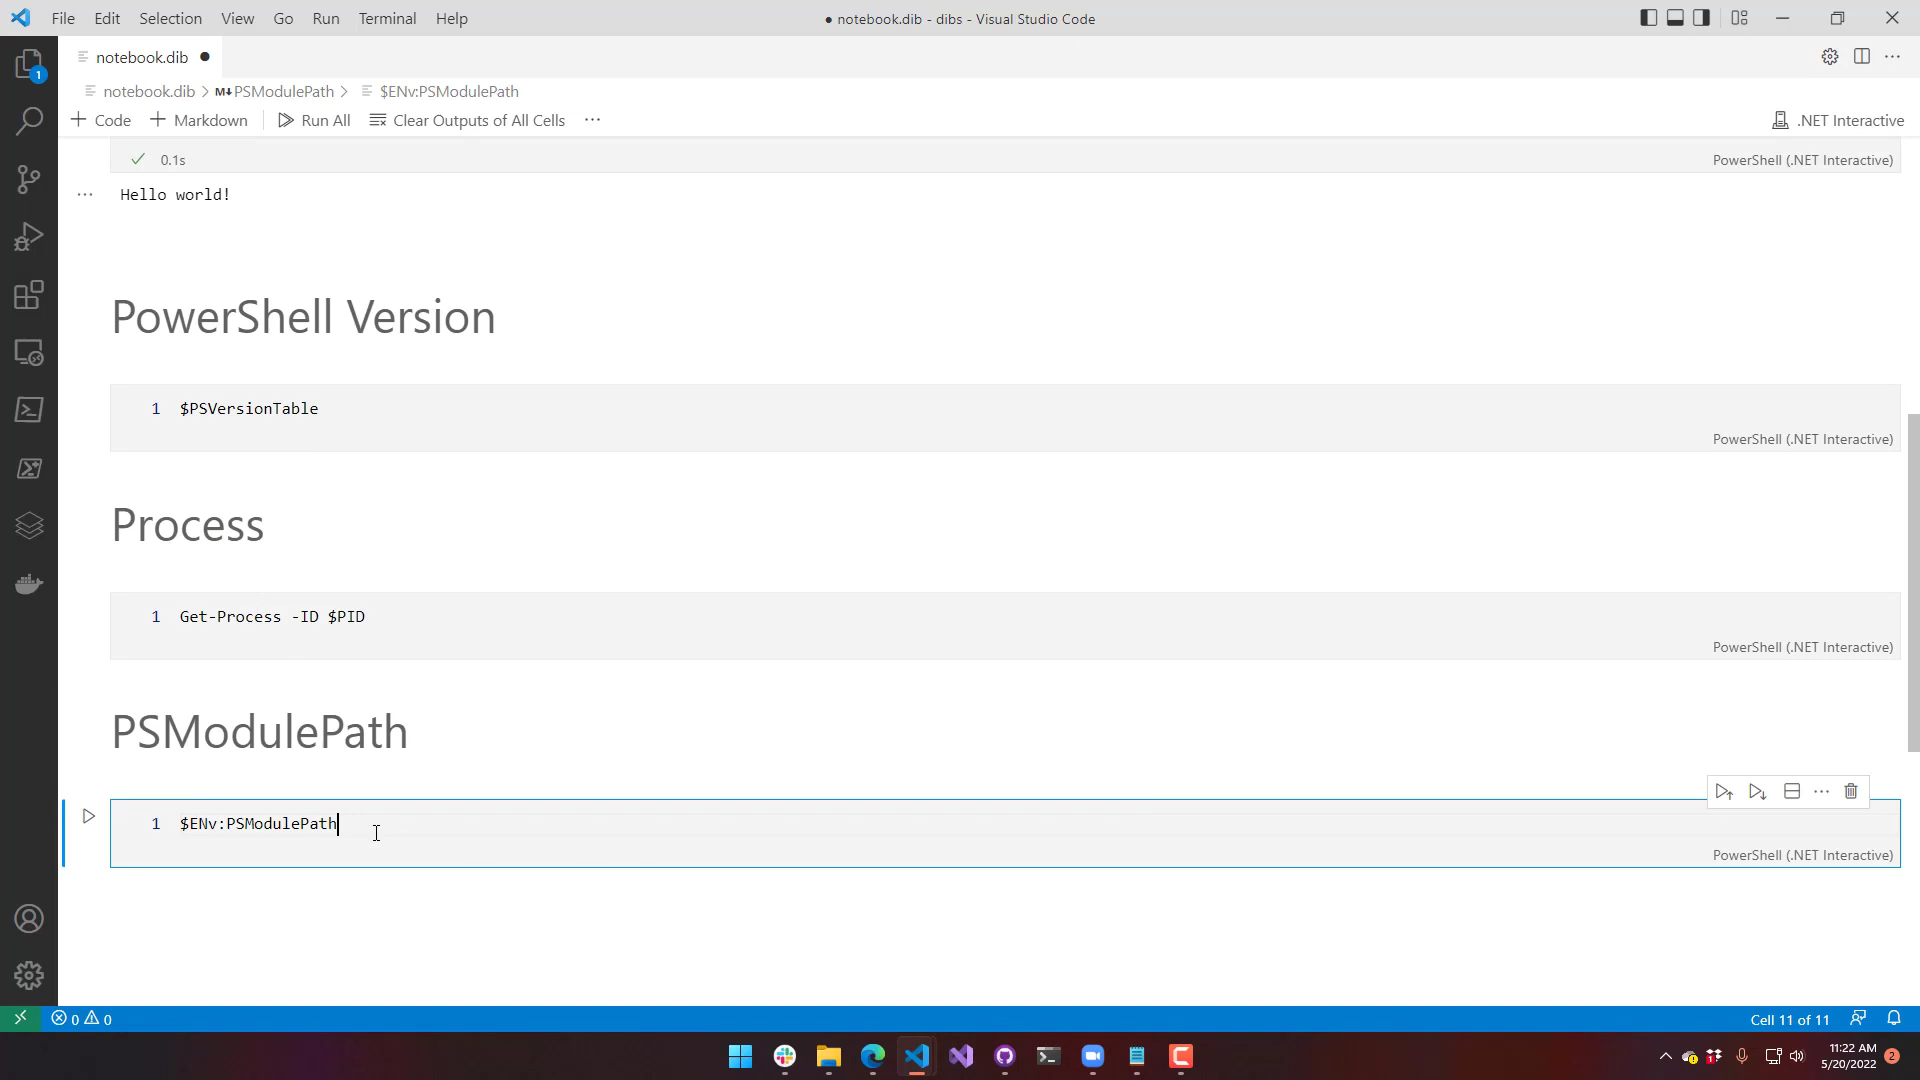 File Edit Selection View Go Run Terminal Help
● notebook.dib - dibs - Visual Studio Code
notebook.dib ●
1
notebook.dib > M↓PSModulePath > $ENv:PSModulePath
+ Code + Markdown Run All Clear Outputs of All Cells ...
.NET Interactive
0.1s
PowerShell (.NET Interactive)
... Hello world!
PowerShell Version
1 $PSVersionTable
PowerShell (.NET Interactive)
Process
1 Get-Process -ID $PID
PowerShell (.NET Interactive)
PSModulePath
1 $ENv:PSModulePath
PowerShell (.NET Interactive)
0 0
Cell 11 of 11
11:22 AM
5/20/2022
2